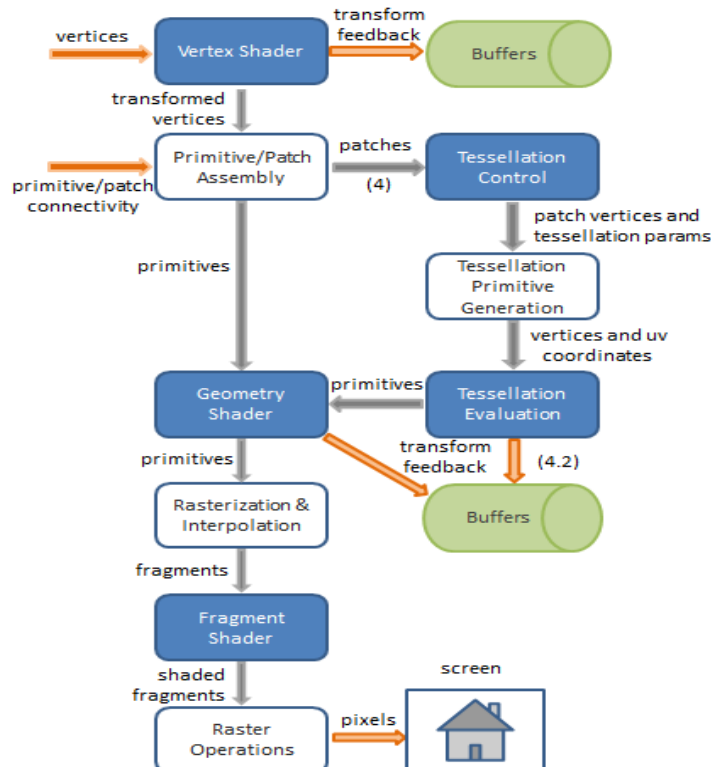 vertices
Vertex Shader
transform
feedback
Buffers
transformed
vertices
primitive/patch
connectivity
Primitive/Patch
Assembly
patches
(4)
Tessellation
Control
patch vertices and
tessellation params
primitives
Tessellation
Primitive
Generation
vertices and uv
coordinates
Geometry
Shader
primitives
Tessellation
Evaluation
transform
feedback
(4.2)
Buffers
primitives
Rasterization &
Interpolation
fragments
Fragment
Shader
shaded
fragments
screen
Raster
Operations
pixels